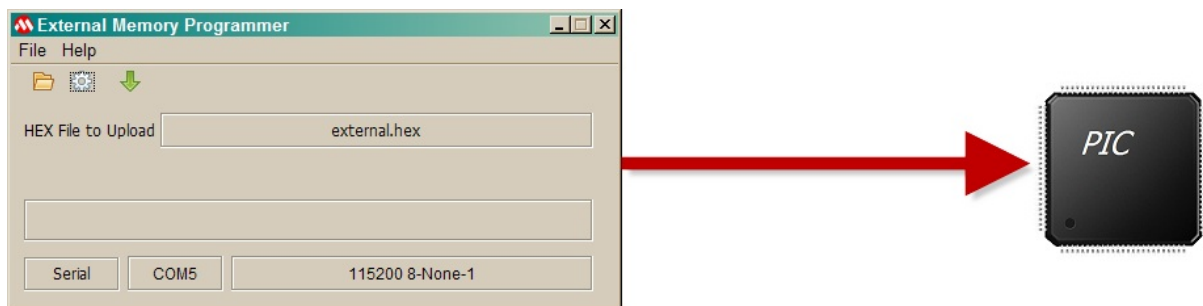 External Memory Programmer
File Help
HEX File to Upload external.hex
PIC
Serial COM5 115200 8-None-1